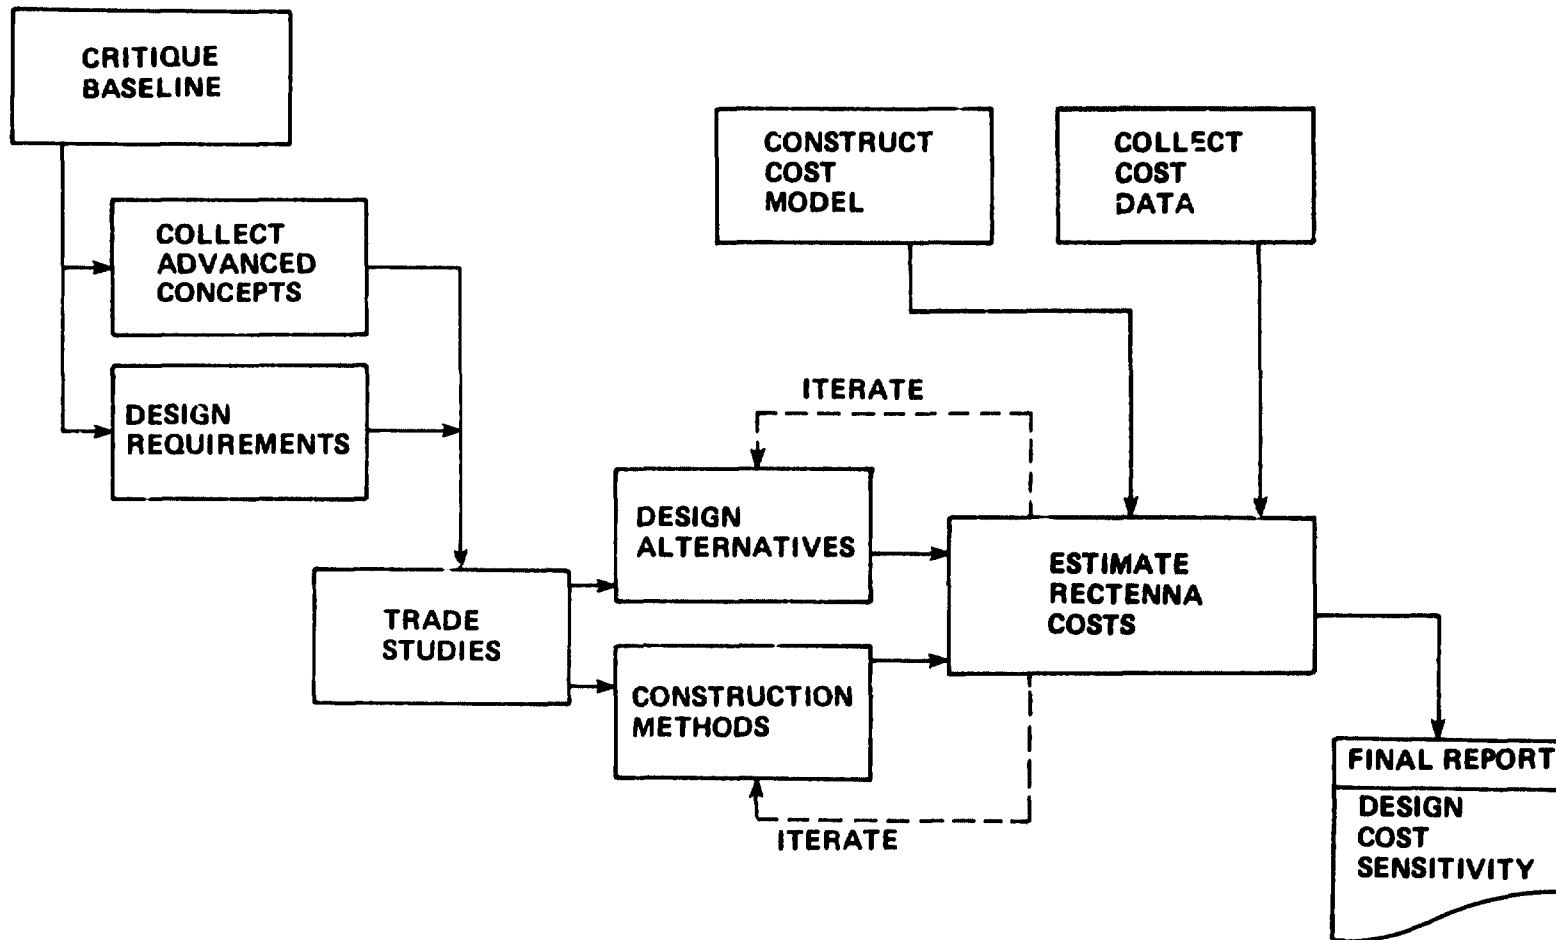 CRITIQUE
BASELINE
COLLECT
ADVANCED
CONCEPTS
DESIGN
REQUIREMENTS
TRADE
STUDIES
CONSTRUCT
COST
MODEL
COLLECT
COST
DATA
ITERATE
DESIGN
ALTERNATIVES
CONSTRUCTION
METHODS
ITERATE
ESTIMATE
RECTENNA
COSTS
FINAL REPORT
DESIGN
COST
SENSITIVITY